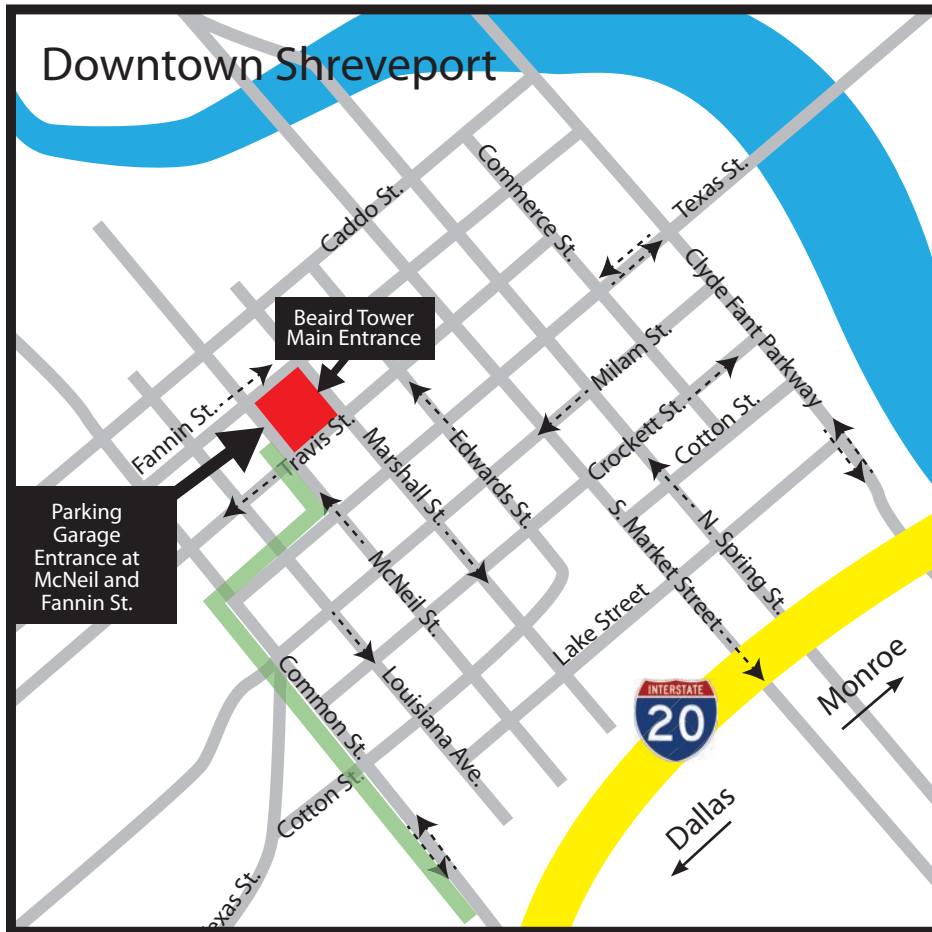 Downtown Shreveport
Caddo St.
Commerce St.
Texas St.
Clyde Fant Parkway
Beaird Tower
Main Entrance
Milam St.
Fannin St.
Travis St.
Marshall St.
Edwards St.
Crockett St.
Cotton St.
Parking
Garage
Entrance at
McNeil and
Fannin St.
McNeil St.
S. Market Street
N. Spring St.
Lake Street
Common St.
Louisiana Ave.
INTERSTATE
20
Monroe
Dallas
Cotton St.
exas St.